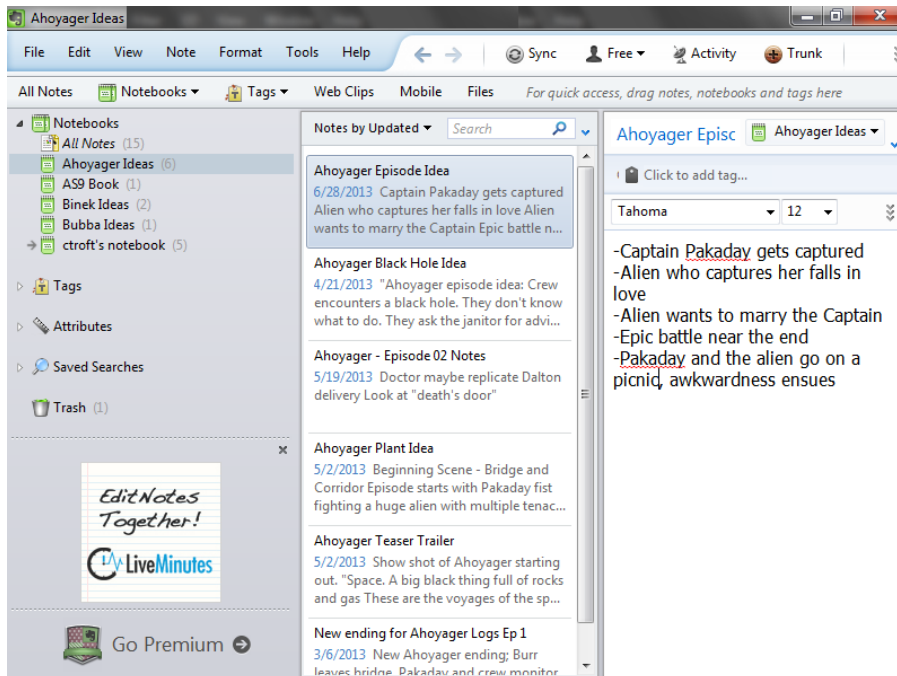 Ahoyager Ideas
File Edit View Note Format Tools Help Sync Free Activity Trunk
All Notes Notebooks Tags Web Clips Mobile Files For quick access, drag notes, notebooks and tags here
Notebooks
All Notes (15)
Ahoyager Ideas (6)
AS9 Book (1)
Binek Ideas (2)
Bubba Ideas (1)
ctroft's notebook (5)
Tags
Attributes
Saved Searches
Trash (1)
EditNotes
Together!
LiveMinutes
Go Premium
Notes by Updated Search
Ahoyager Episode Idea
6/28/2013 Captain Pakaday gets captured
Alien who captures her falls in love Alien
wants to marry the Captain Epic battle n...
Ahoyager Black Hole Idea
4/21/2013 "Ahoyager episode idea: Crew
encounters a black hole. They don't know
what to do. They ask the janitor for advi...
Ahoyager - Episode 02 Notes
5/19/2013 Doctor maybe replicate Dalton
delivery Look at "death's door"
Ahoyager Plant Idea
5/2/2013 Beginning Scene - Bridge and
Corridor Episode starts with Pakaday fist
fighting a huge alien with multiple tenac...
Ahoyager Teaser Trailer
5/2/2013 Show shot of Ahoyager starting
out. "Space. A big black thing full of rocks
and gas These are the voyages of the sp...
New ending for Ahoyager Logs Ep 1
3/6/2013 New Ahoyager ending; Burr
leaves bridge. Pakaday and crew monitor
Ahoyager Episc Ahoyager Ideas
Click to add tag...
Tahoma 12
-Captain Pakaday gets captured
-Alien who captures her falls in
love
-Alien wants to marry the Captain
-Epic battle near the end
-Pakaday and the alien go on a
picnic, awkwardness ensues